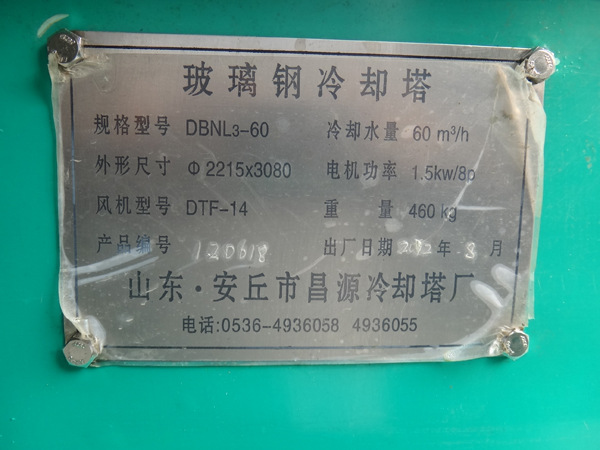 玻璃钢冷却塔
规格型号 DBNL3-60 冷却水量 60 m³/h
外形尺寸 Φ2215x3080 电机功率 1.5kw/8p
风机型号 DTF-14 重量 460 kg
产品编号 120618 出厂日期 年 8 月
山东·安丘市昌源冷却塔厂
电话:0536-4936058 4936055